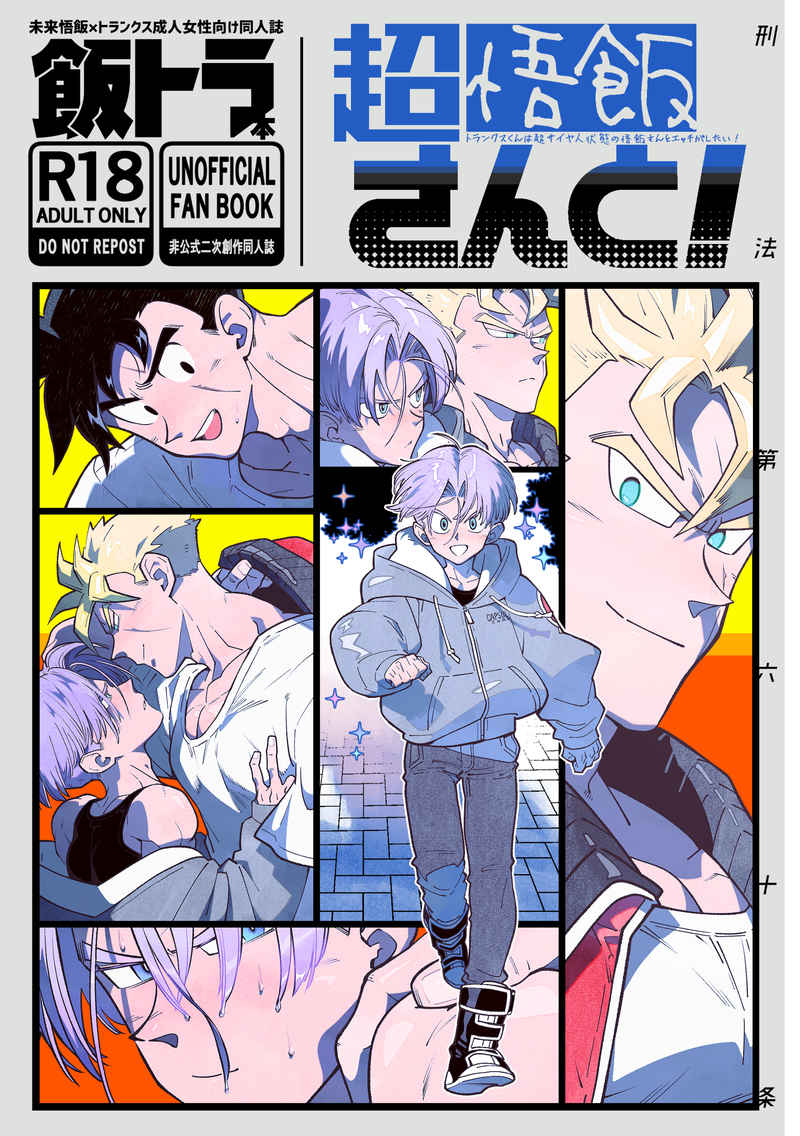 未来悟飯×トランクス成人女性向け同人誌
飯トラ本
R18
ADULT ONLY
DO NOT REPOST
UNOFFICIAL
FAN BOOK
非公式二次創作同人誌
超悟飯
トランクスくんは超サイヤ人状態の悟飯さんとエッチがしたい!
さんと!
刑法第六十条